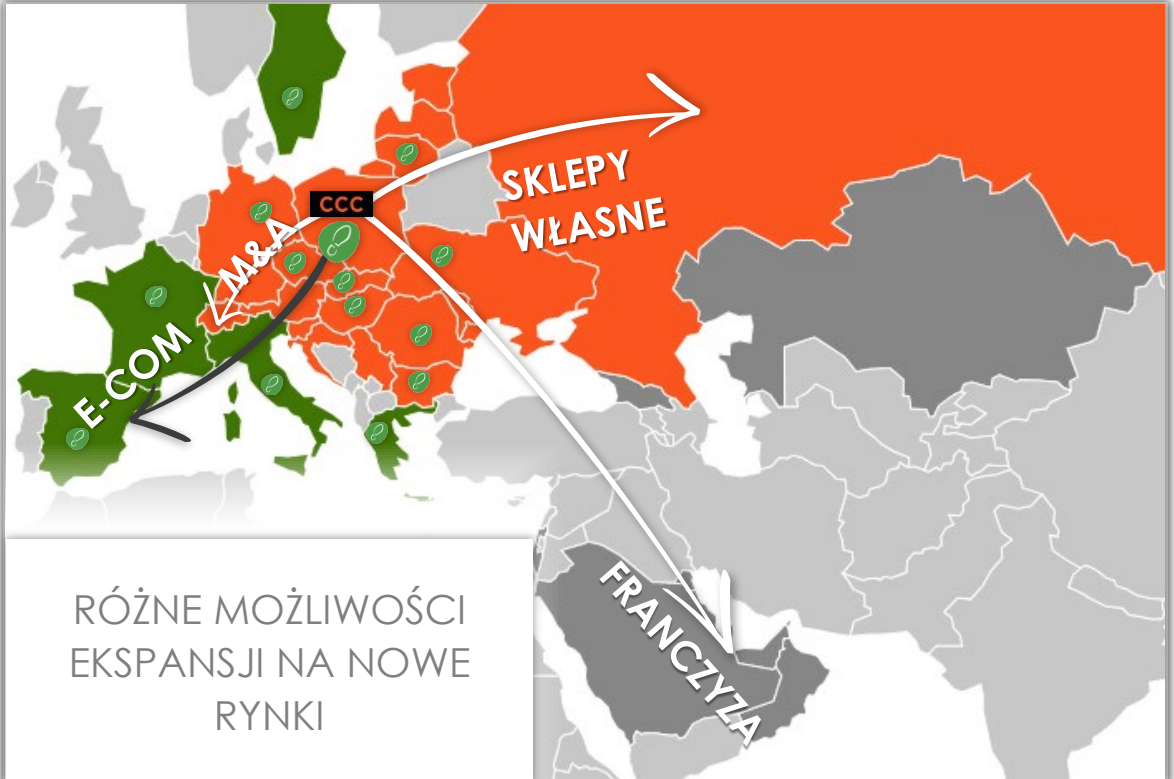 SKLEPY
WŁASNE
CCC
M&A
E-COM
FRANCZYZA
RÓŻNE MOŻLIWOŚCI
EKSPANSJI NA NOWE
RYNKI